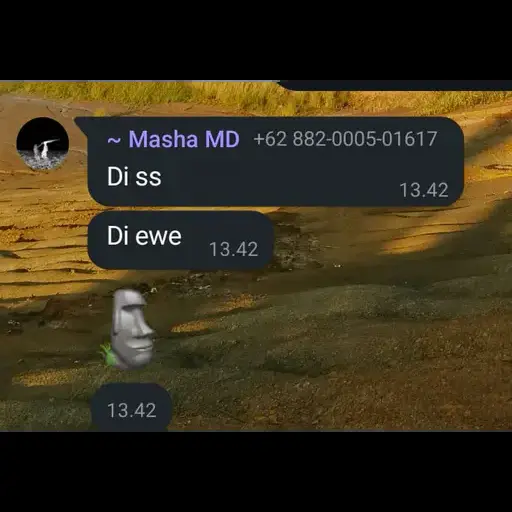 ~ Masha MD +62 882-0005-01617
Di ss
13.42
Di ewe 13.42
🗿
13.42